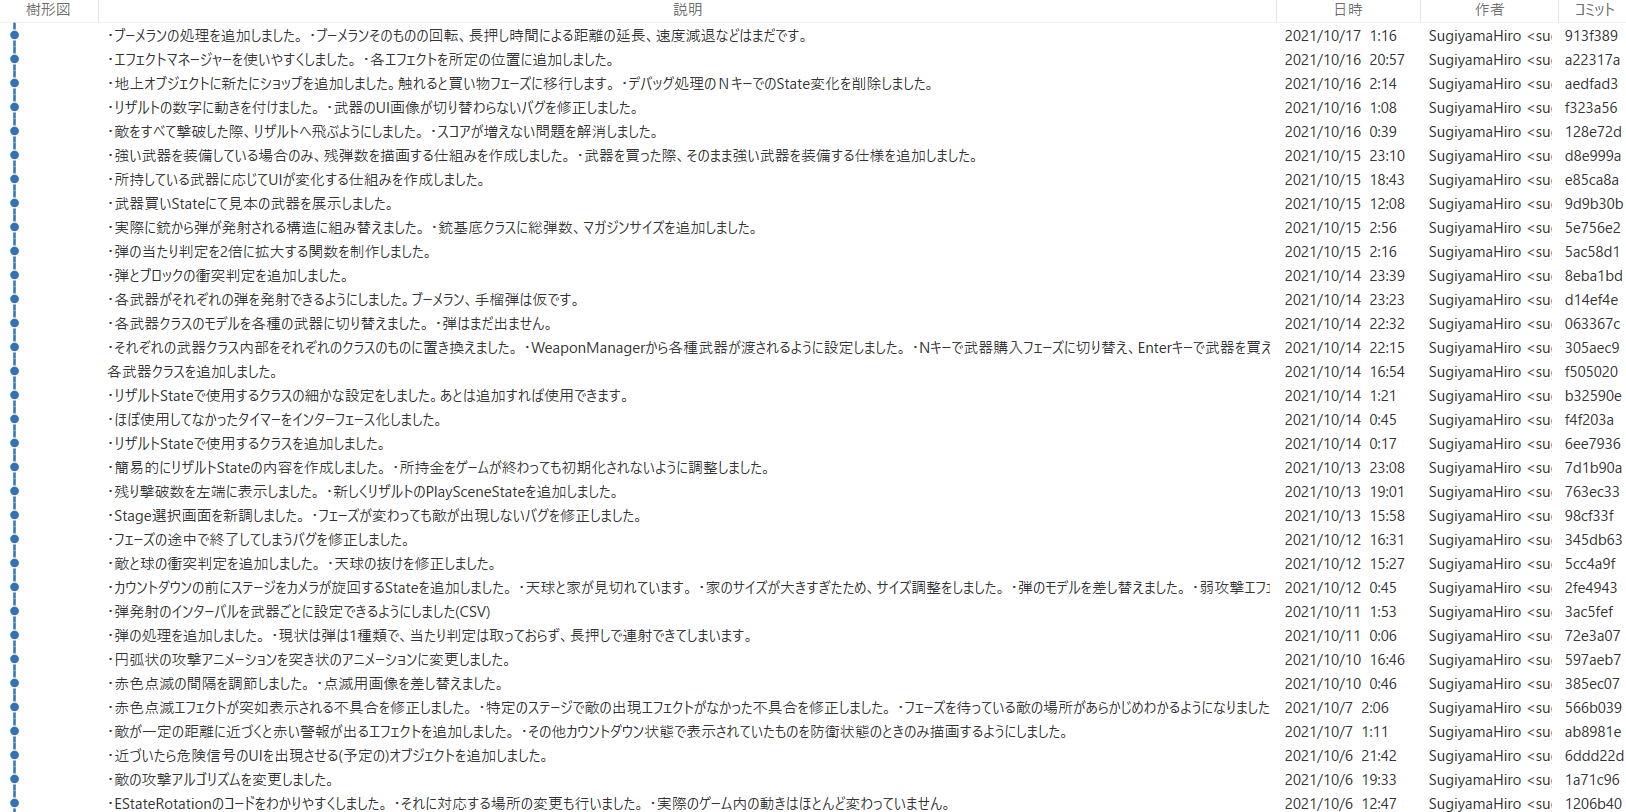 樹形図 説明 日時 作者 コミット
・ブーメランの処理を追加しました。 ・ブーメランそのものの回転、長押し時間による距離の延長、速度減退などはまだです。 2021/10/17 1:16 SugiyamaHiro <su 913f389
・エフェクトマネージャーを使いやすくしました。 ・各エフェクトを所定の位置に追加しました。 2021/10/16 20:57 SugiyamaHiro <su a22317a
・地上オブジェクトに新たにショップを追加しました。触れると買い物フェーズに移行します。 ・デバッグ処理のNキーでのState変化を削除しました。 2021/10/16 2:14 SugiyamaHiro <su aedfad3
・リザルトの数字に動きを付けました。 ・武器のUI画像が切り替わらないバグを修正しました。 2021/10/16 1:08 SugiyamaHiro <su f323a56
・敵をすべて撃破した際、リザルトへ飛ぶようにしました。 ・スコアが増えない問題を解消しました。 2021/10/16 0:39 SugiyamaHiro <su 128e72d
・強い武器を装備している場合のみ、残弾数を描画する仕組みを作成しました。 ・武器を買った際、そのまま強い武器を装備する仕様を追加しました。 2021/10/15 23:10 SugiyamaHiro <su d8e999a
・所持している武器に応じてUIが変化する仕組みを作成しました。 2021/10/15 18:43 SugiyamaHiro <su e85ca8a
・武器買いStateにて見本の武器を展示しました。 2021/10/15 12:08 SugiyamaHiro <su 9d9b30b
・実際に銃から弾が発射される構造に組み替えました。 ・銃基底クラスに総弾数、マガジンサイズを追加しました。 2021/10/15 2:56 SugiyamaHiro <su 5e756e2
・弾の当たり判定を2倍に拡大する関数を制作しました。 2021/10/15 2:16 SugiyamaHiro <su 5ac58d1
・弾とブロックの衝突判定を追加しました。 2021/10/14 23:39 SugiyamaHiro <su 8eba1bd
・各武器がそれぞれの弾を発射できるようにしました。ブーメラン、手榴弾は仮です。 2021/10/14 23:23 SugiyamaHiro <su d14ef4e
・各武器クラスのモデルを各種の武器に切り替えました。 ・弾はまだ出ません。 2021/10/14 22:32 SugiyamaHiro <su 063367c
・それぞれの武器クラス内部をそれぞれのクラスのものに置き換えました。 ・WeaponManagerから各種武器が渡されるように設定しました。 ・Nキーで武器購入フェーズに切り替え、Enterキーで武器を買え 2021/10/14 22:15 SugiyamaHiro <su 305aec9
各武器クラスを追加しました。 2021/10/14 16:54 SugiyamaHiro <su f505020
・リザルトStateで使用するクラスの細かな設定をしました。あとは追加すれば使用できます。 2021/10/14 1:21 SugiyamaHiro <su b32590e
・ほぼ使用してなかったタイマーをインターフェース化しました。 2021/10/14 0:45 SugiyamaHiro <su f4f203a
・リザルトStateで使用するクラスを追加しました。 2021/10/14 0:17 SugiyamaHiro <su 6ee7936
・簡易的にリザルトStateの内容を作成しました。 ・所持金をゲームが終わっても初期化されないように調整しました。 2021/10/13 23:08 SugiyamaHiro <su 7d1b90a
・残り撃破数を左端に表示しました。 ・新しくリザルトのPlaySceneStateを追加しました。 2021/10/13 19:01 SugiyamaHiro <su 763ec33
・Stage選択画面を新調しました。 ・フェーズが変わっても敵が出現しないバグを修正しました。 2021/10/13 15:58 SugiyamaHiro <su 98cf33f
・フェーズの途中で終了してしまうバグを修正しました。 2021/10/12 16:31 SugiyamaHiro <su 345db63
・敵と球の衝突判定を追加しました。 ・天球の抜けを修正しました。 2021/10/12 15:27 SugiyamaHiro <su 5cc4a9f
・カウントダウンの前にステージをカメラが旋回するStateを追加しました。 ・天球と家が見切れています。 ・家のサイズが大きすぎたため、サイズ調整をしました。 ・弾のモデルを差し替えました。 ・弱攻撃エフ 2021/10/12 0:45 SugiyamaHiro <su 2fe4943
・弾発射のインターバルを武器ごとに設定できるようにしました(CSV) 2021/10/11 1:53 SugiyamaHiro <su 3ac5fef
・弾の処理を追加しました。 ・現状は弾は1種類で、当たり判定は取っておらず、長押しで連射できてしまいます。 2021/10/11 0:06 SugiyamaHiro <su 72e3a07
・円弧状の攻撃アニメーションを突き状のアニメーションに変更しました。 2021/10/10 16:46 SugiyamaHiro <su 597aeb7
・赤色点滅の間隔を調節しました。 ・点滅用画像を差し替えました。 2021/10/10 0:46 SugiyamaHiro <su 385ec07
・赤色点滅エフェクトが突如表示される不具合を修正しました。 ・特定のステージで敵の出現エフェクトがなかった不具合を修正しました。 ・フェーズを待っている敵の場所があらかじめわかるようになりました 2021/10/7 2:06 SugiyamaHiro <su 566b039
・敵が一定の距離に近づくと赤い警報が出るエフェクトを追加しました。 ・その他カウントダウン状態で表示されていたものを防衛状態のときのみ描画するようにしました。 2021/10/7 1:11 SugiyamaHiro <su ab8981e
・近づいたら危険信号のUIを出現させる(予定の)オブジェクトを追加しました。 2021/10/6 21:42 SugiyamaHiro <su 6ddd22d
・敵の攻撃アルゴリズムを変更しました。 2021/10/6 19:33 SugiyamaHiro <su 1a71c96
・EStateRotationのコードをわかりやすくしました。 ・それに対応する場所の変更も行いました。 ・実際のゲーム内の動きはほとんど変わっていません。 2021/10/6 12:47 SugiyamaHiro <su 1206b40